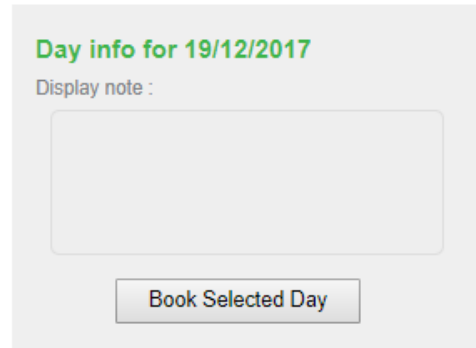 Day info for 19/12/2017
Display note :
Book Selected Day